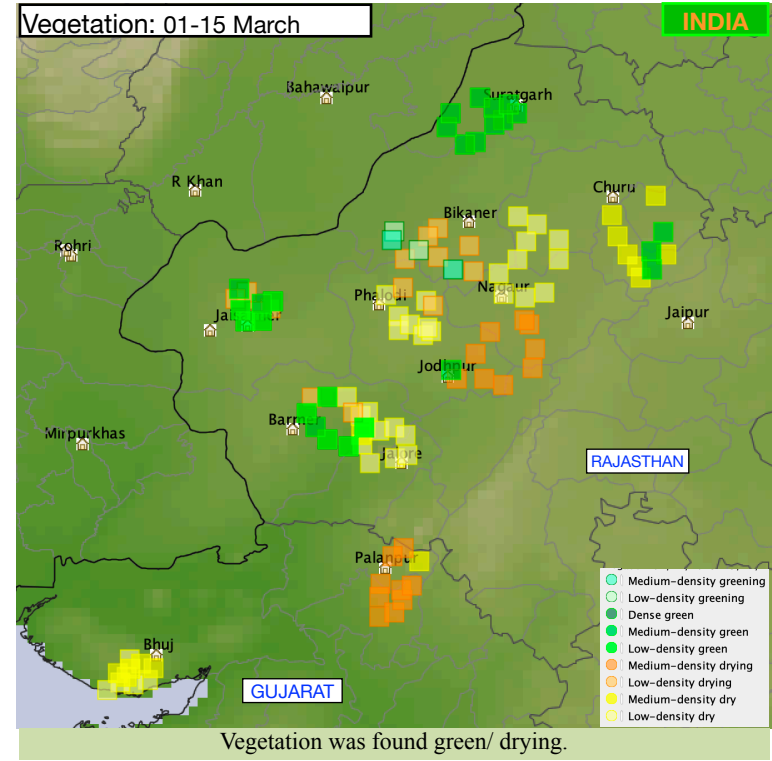 Vegetation: 01-15 March
INDIA
Bahawalpur
Suratgarh
R Khan
Churu
Bikaner
Rohri
Phalodi
Nagaur
Jaipur
Jodhpur
Barmer
Mirpurkhas
Jalore
RAJASTHAN
Palanpur
Bhuj
GUJARAT
Medium-density greening
Low-density greening
Dense green
Medium-density green
Low-density green
Medium-density drying
Low-density drying
Medium-density dry
Low-density dry
Vegetation was found green/ drying.